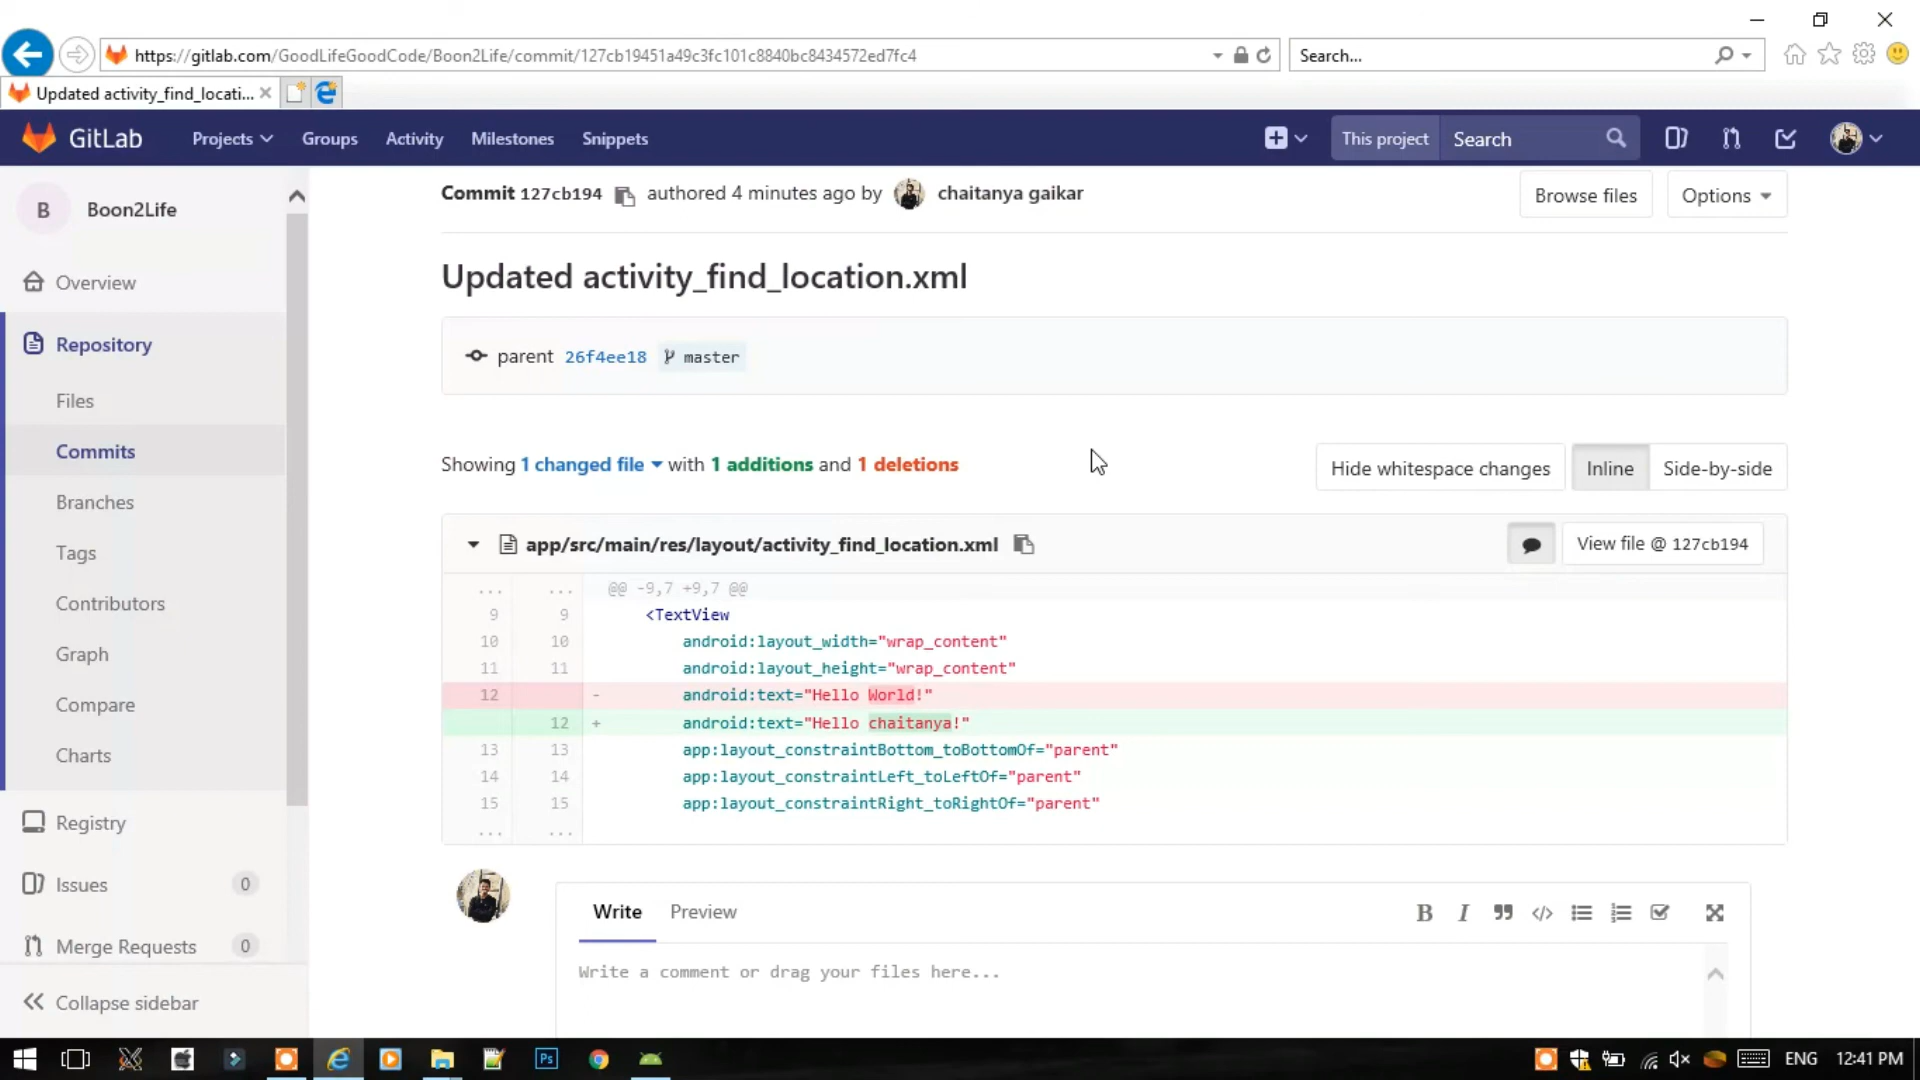 https://gitlab.com/GoodLifeGoodCode/Boon2Life/commit/127cb19451a49c3fc101c8840bc8434572ed7fc4
Search...
Updated activity_find_locati...
GitLab
Projects
Groups
Activity
Milestones
Snippets
This project
Search
B
Boon2Life
Overview
Repository
Files
Commits
Branches
Tags
Contributors
Graph
Compare
Charts
Registry
Issues 0
Merge Requests 0
Collapse sidebar
Commit 127cb194 authored 4 minutes ago by chaitanya gaikar
Browse files
Options
Updated activity_find_location.xml
parent 26f4ee18 master
Showing 1 changed file with 1 additions and 1 deletions
Hide whitespace changes
Inline
Side-by-side
app/src/main/res/layout/activity_find_location.xml
View file @ 127cb194
... ... @@ -9,7 +9,7 @@
9 9 <TextView
10 10 android:layout_width="wrap_content"
11 11 android:layout_height="wrap_content"
12 - android:text="Hello World!"
12 + android:text="Hello chaitanya!"
13 13 app:layout_constraintBottom_toBottomOf="parent"
14 14 app:layout_constraintLeft_toLeftOf="parent"
15 15 app:layout_constraintRight_toRightOf="parent"
... ...
Write
Preview
B I
Write a comment or drag your files here...
Ps
ENG
12:41 PM